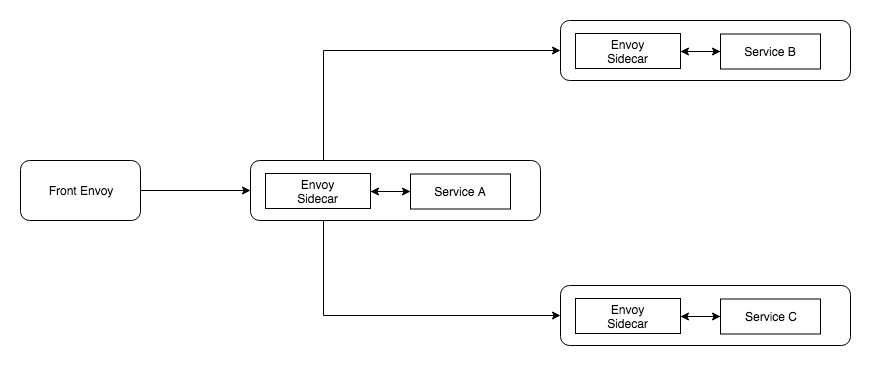 Envoy
Sidecar
Service B
Front Envoy
Envoy
Sidecar
Service A
Envoy
Sidecar
Service C